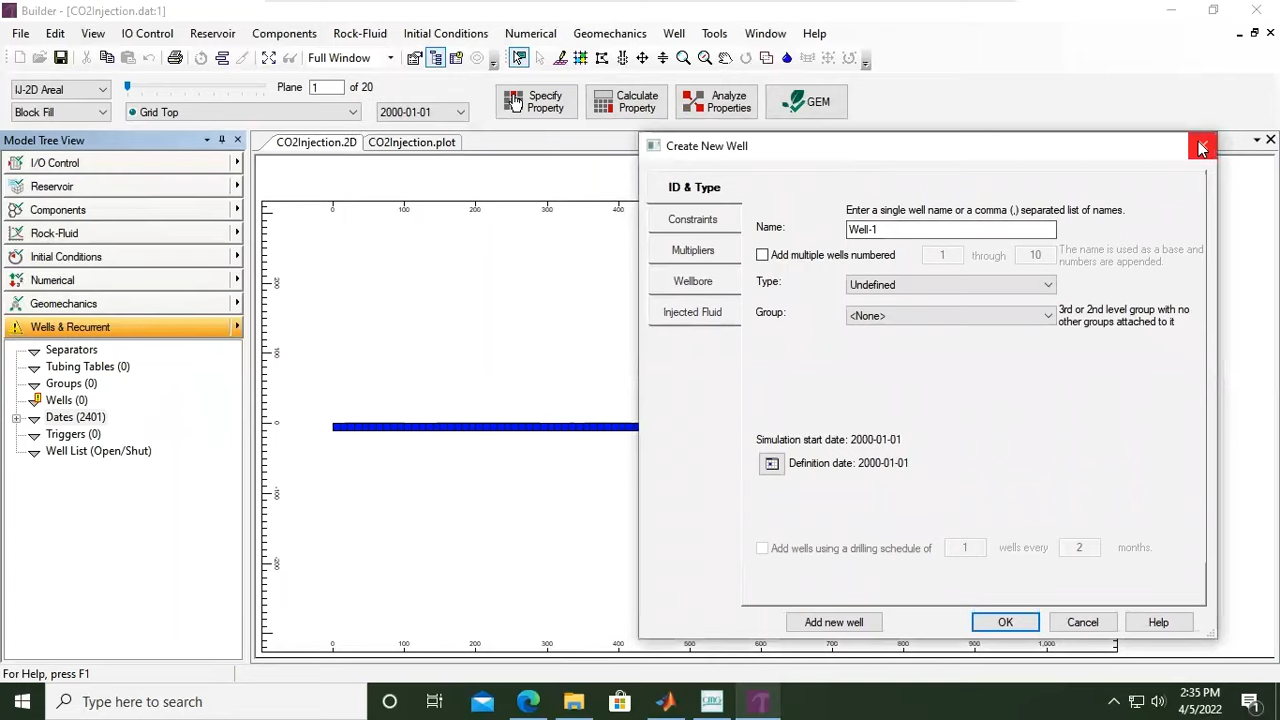 Builder - [CO2Injection.dat:1]
File Edit View IO Control Reservoir Components Rock-Fluid Initial Conditions Numerical Geomechanics Well Tools Window Help
Full Window
IJ-2D Areal
Plane 1 of 20
Block Fill
Grid Top
2000-01-01
Specify Property
Calculate Property
Analyze Properties
GEM
Model Tree View
I/O Control
Reservoir
Components
Rock-Fluid
Initial Conditions
Numerical
Geomechanics
Wells & Recurrent
Separators
Tubing Tables (0)
Groups (0)
Wells (0)
Dates (2401)
Triggers (0)
Well List (Open/Shut)
CO2Injection.2D CO2Injection.plot
0 100 200 300 400
0
0 100 200 300 400 500 600 700 800 900 1,000
Create New Well
ID & Type
Constraints
Multipliers
Wellbore
Injected Fluid
Enter a single well name or a comma (,) separated list of names.
Name: Well-1
Add multiple wells numbered 1 through 10 The name is used as a base and numbers are appended.
Type: Undefined
Group: <None> 3rd or 2nd level group with no other groups attached to it
Simulation start date: 2000-01-01
Definition date: 2000-01-01
Add wells using a drilling schedule of 1 wells every 2 months.
Add new well OK Cancel Help
For Help, press F1
Type here to search
2:35 PM
4/5/2022